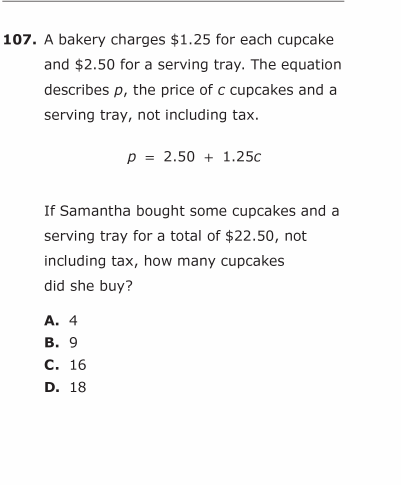 107. A bakery charges $1.25 for each cupcake
and $2.50 for a serving tray. The equation
describes p, the price of c cupcakes and a
serving tray, not including tax.
p = 2.50 + 1.25c
If Samantha bought some cupcakes and a
serving tray for a total of $22.50, not
including tax, how many cupcakes
did she buy?
A. 4
B. 9
C. 16
D. 18